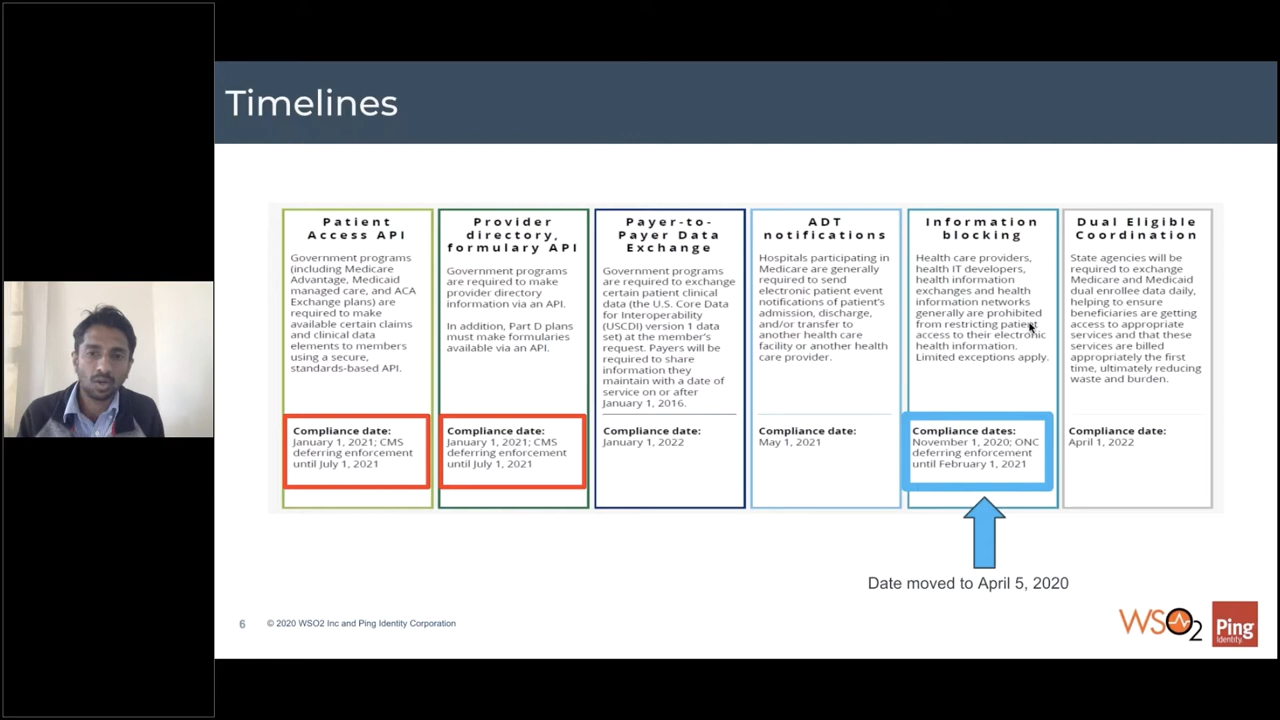 Timelines
Patient
Access API
Government programs
(including Medicare
Advantage, Medicaid
managed care, and ACA
Exchange plans) are
required to make
available certain claims
and clinical data
elements to members
using a secure,
standards-based API.
Compliance date:
January 1, 2021; CMS
deferring enforcement
until July 1, 2021
Provider
directory,
formulary API
Government programs
are required to make
provider directory
information via an API.
In addition, Part D plans
must make formularies
available via an API.
Compliance date:
January 1, 2021; CMS
deferring enforcement
until July 1, 2021
Payer-to-
Payer Data
Exchange
Government programs
are required to exchange
certain patient clinical
data (the U.S. Core Data
for Interoperability
(USCDI) version 1 data
set) at the member's
request. Payers will be
required to share
information they
maintain with a date of
service on or after
January 1, 2016.
Compliance date:
January 1, 2022
ADT
notifications
Hospitals participating in
Medicare are generally
required to send
electronic patient event
notifications of patient's
admission, discharge,
and/or transfer to
another health care
facility or another health
care provider.
Compliance date:
May 1, 2021
Information
blocking
Health care providers,
health IT developers,
health information
exchanges and health
information networks
generally are prohibited
from restricting patient
access to their electronic
health information.
Limited exceptions apply.
Compliance dates:
November 1, 2020; ONC
deferring enforcement
until February 1, 2021
Dual Eligible
Coordination
State agencies will be
required to exchange
Medicare and Medicaid
dual enrollee data daily,
helping to ensure
beneficiaries are getting
access to appropriate
services and that these
services are billed
appropriately the first
time, ultimately reducing
waste and burden.
Compliance date:
April 1, 2022
Date moved to April 5, 2020
6
© 2020 WSO2 Inc and Ping Identity Corporation
WSO2
Ping
Identity.